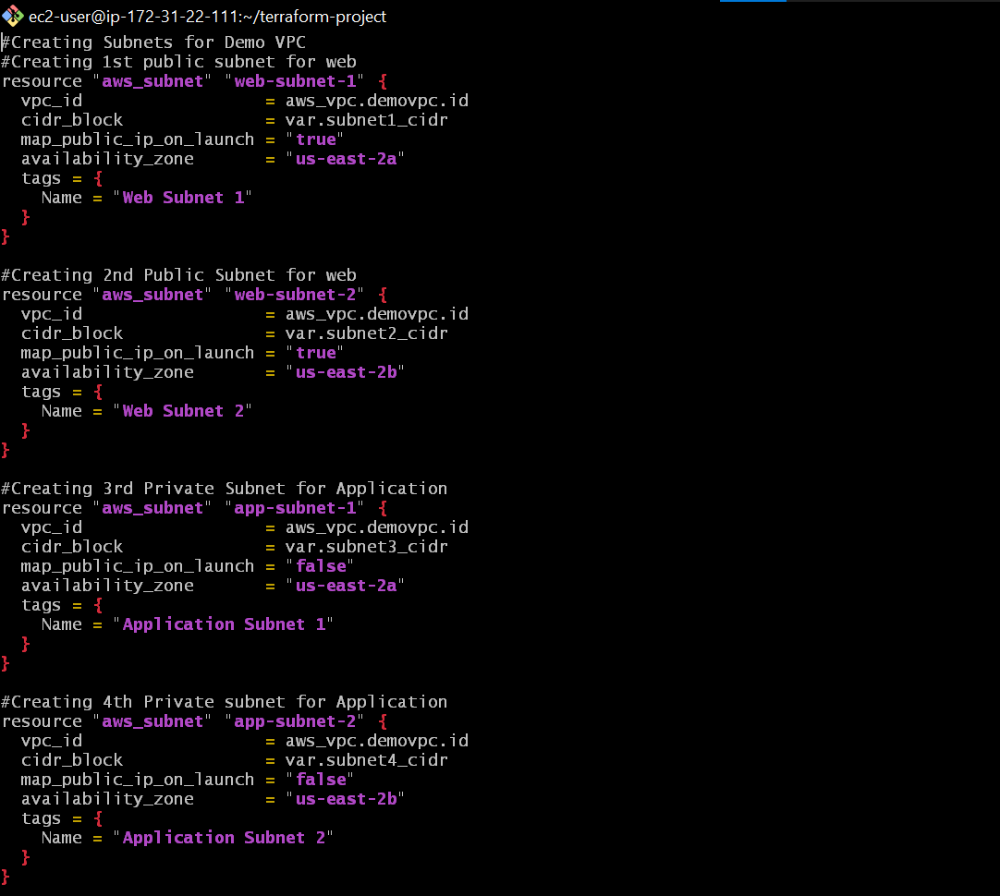 ec2-user@ip-172-31-22-111:~/terraform-project
#Creating Subnets for Demo VPC
#Creating 1st public subnet for web
resource "aws_subnet" "web-subnet-1" {
  vpc_id                  = aws_vpc.demovpc.id
  cidr_block              = var.subnet1_cidr
  map_public_ip_on_launch = "true"
  availability_zone       = "us-east-2a"
  tags = {
    Name = "Web Subnet 1"
  }
}

#Creating 2nd Public Subnet for web
resource "aws_subnet" "web-subnet-2" {
  vpc_id                  = aws_vpc.demovpc.id
  cidr_block              = var.subnet2_cidr
  map_public_ip_on_launch = "true"
  availability_zone       = "us-east-2b"
  tags = {
    Name = "Web Subnet 2"
  }
}

#Creating 3rd Private Subnet for Application
resource "aws_subnet" "app-subnet-1" {
  vpc_id                  = aws_vpc.demovpc.id
  cidr_block              = var.subnet3_cidr
  map_public_ip_on_launch = "false"
  availability_zone       = "us-east-2a"
  tags = {
    Name = "Application Subnet 1"
  }
}

#Creating 4th Private subnet for Application
resource "aws_subnet" "app-subnet-2" {
  vpc_id                  = aws_vpc.demovpc.id
  cidr_block              = var.subnet4_cidr
  map_public_ip_on_launch = "false"
  availability_zone       = "us-east-2b"
  tags = {
    Name = "Application Subnet 2"
  }
}